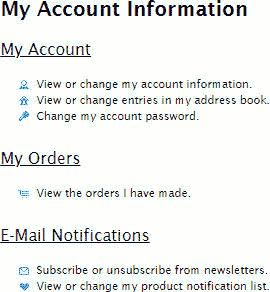 My Account Information
My Account
View or change my account information.
View or change entries in my address book.
Change my account password.
My Orders
View the orders I have made.
E-Mail Notifications
Subscribe or unsubscribe from newsletters.
View or change my product notification list.